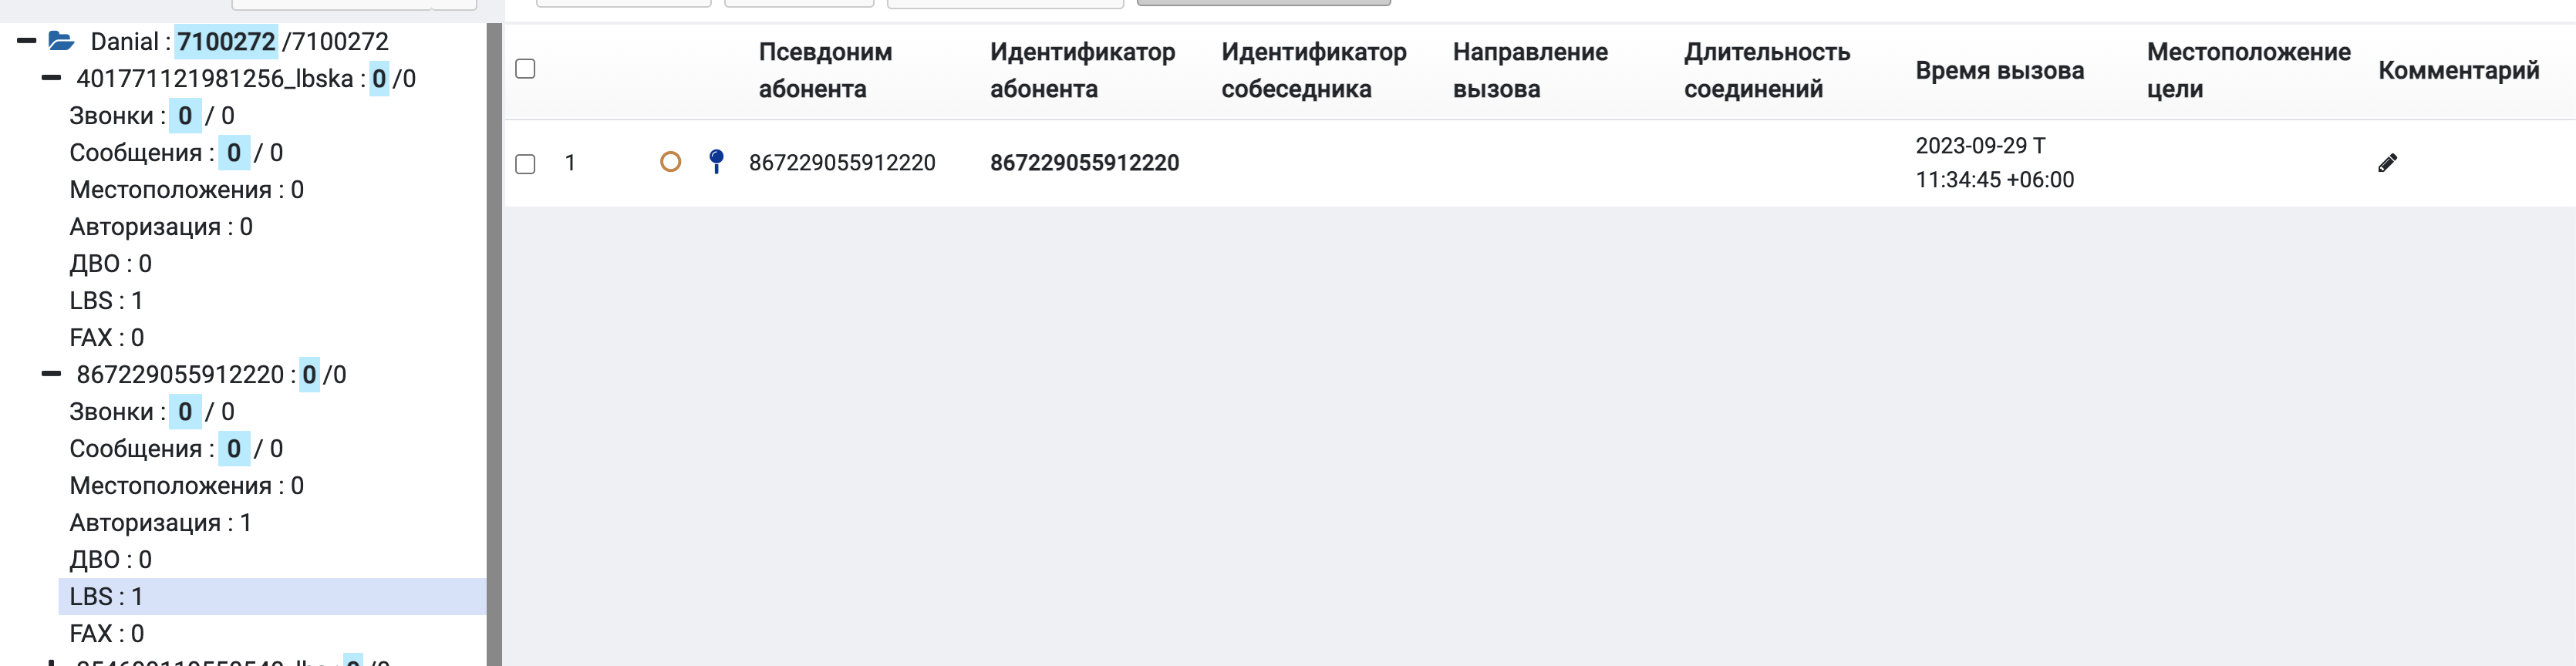 Danial : 7100272 /7100272
401771121981256_lbska : 0 /0
Звонки : 0 / 0
Сообщения : 0 / 0
Местоположения : 0
Авторизация : 0
ДВО : 0
LBS : 1
FAX : 0
867229055912220 : 0 /0
Звонки : 0 / 0
Сообщения : 0 / 0
Местоположения : 0
Авторизация : 1
ДВО : 0
LBS : 1
FAX : 0
Псевдоним абонента
Идентификатор абонента
Идентификатор собеседника
Направление вызова
Длительность соединений
Время вызова
Местоположение цели
Комментарий
1 867229055912220 867229055912220 2023-09-29 T
11:34:45 +06:00